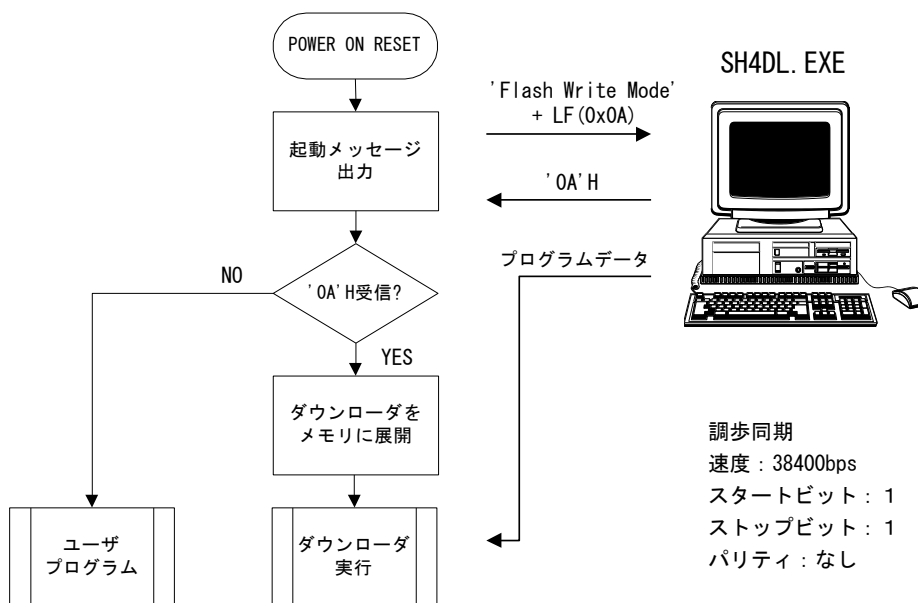 POWER ON RESET
SH4DL.EXE
'Flash Write Mode'
+ LF(0x0A)
起動メッセージ
出力
'0A'H
プログラムデータ
NO
'0A'H受信?
YES
ダウンローダを
メモリに展開
調歩同期
速度：38400bps
スタートビット：1
ストップビット：1
パリティ：なし
ユーザ
プログラム
ダウンローダ
実行